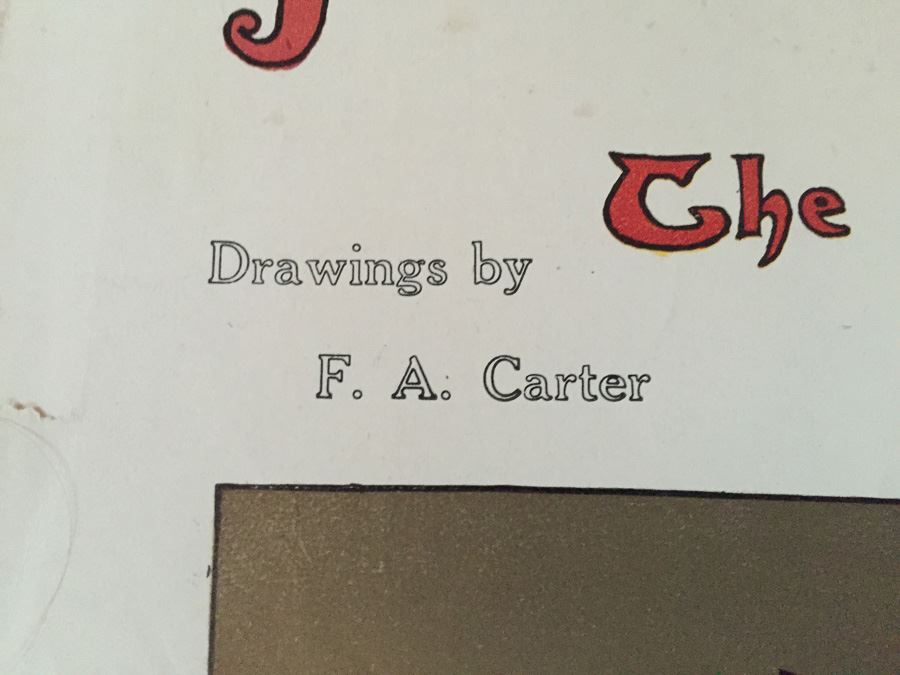 The
Drawings by
F. A. Carter